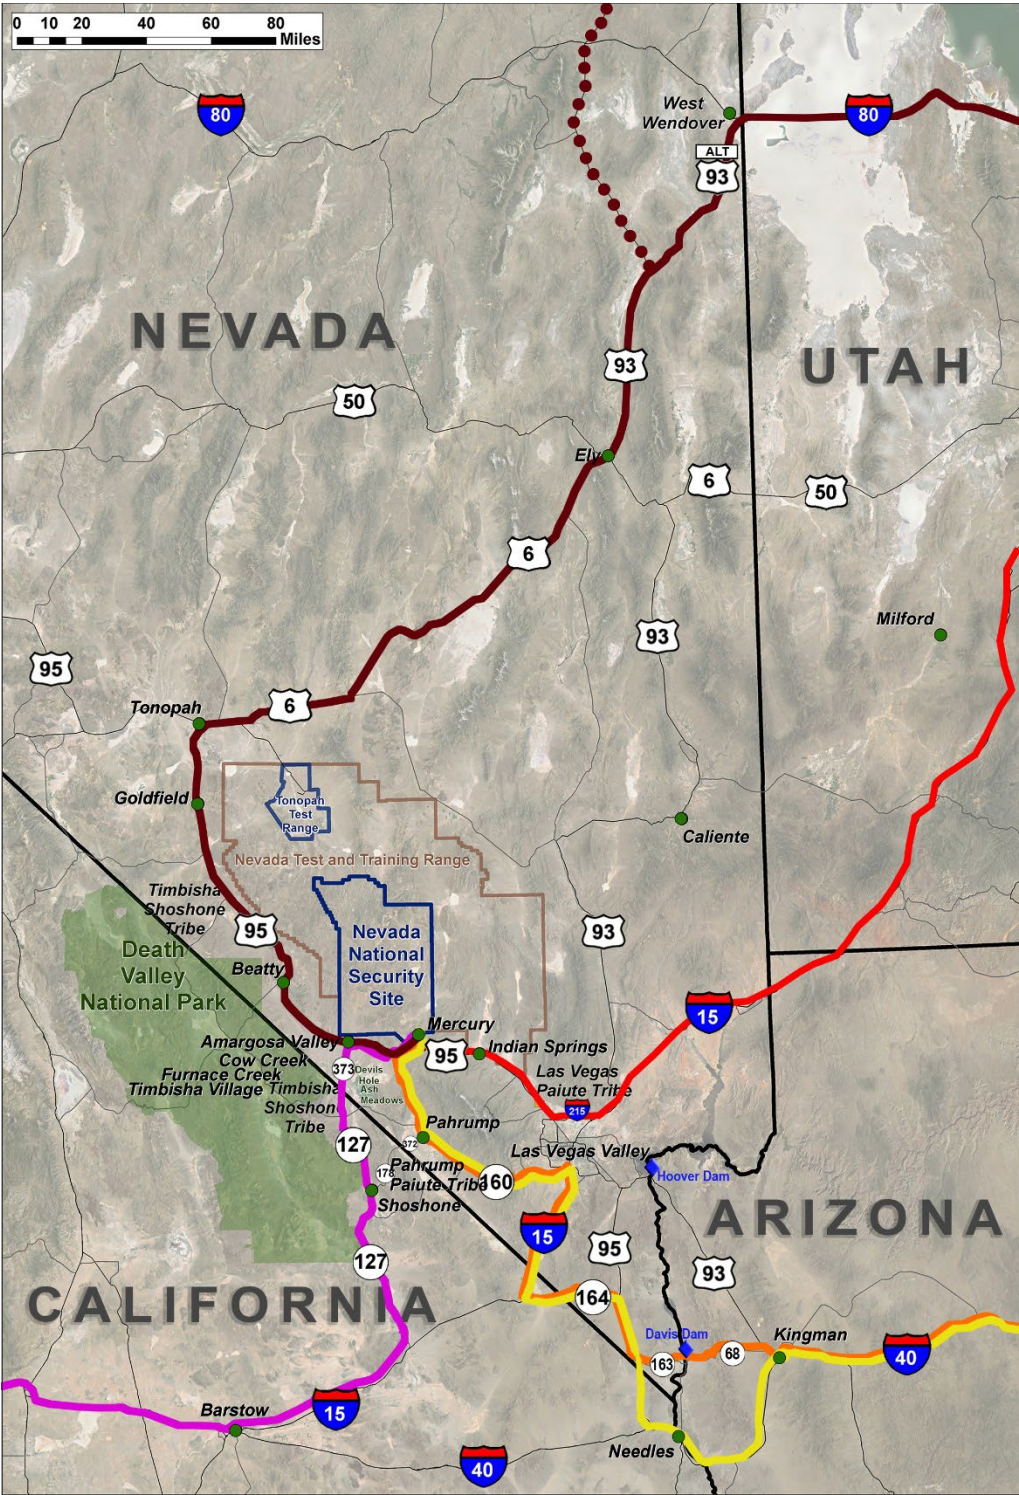 0 10 20 40 60 80
Miles
80
West
Wendover
80
ALT
93
NEVADA
UTAH
93
50
Ely
6
50
6
93
Milford
95
Tonopah
6
Goldfield
Tonopah
Test
Range
Caliente
Nevada Test and Training Range
Timbisha
Shoshone
Tribe
95
Nevada
National
Security
Site
93
Death
Valley
National Park
Beatty
15
Mercury
Amargosa Valley
95
Indian Springs
Cow Creek
Furnace Creek
Timbisha Village
373
Devils
Hole
Ash
Meadows
Las Vegas
Paiute Tribe
Timbisha
Shoshone
Tribe
215
Pahrump
127
372
Las Vegas Valley
Pahrump
Paiute Tribe
178
160
Hoover Dam
Shoshone
ARIZONA
15
95
93
127
CALIFORNIA
164
Davis Dam
Kingman
163
68
40
Barstow
15
Needles
40